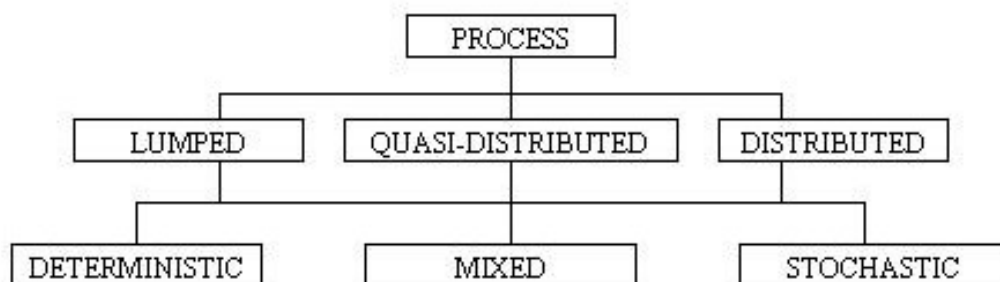 PROCESS
LUMPED QUASI-DISTRIBUTED DISTRIBUTED
DETERMINISTIC MIXED STOCHASTIC